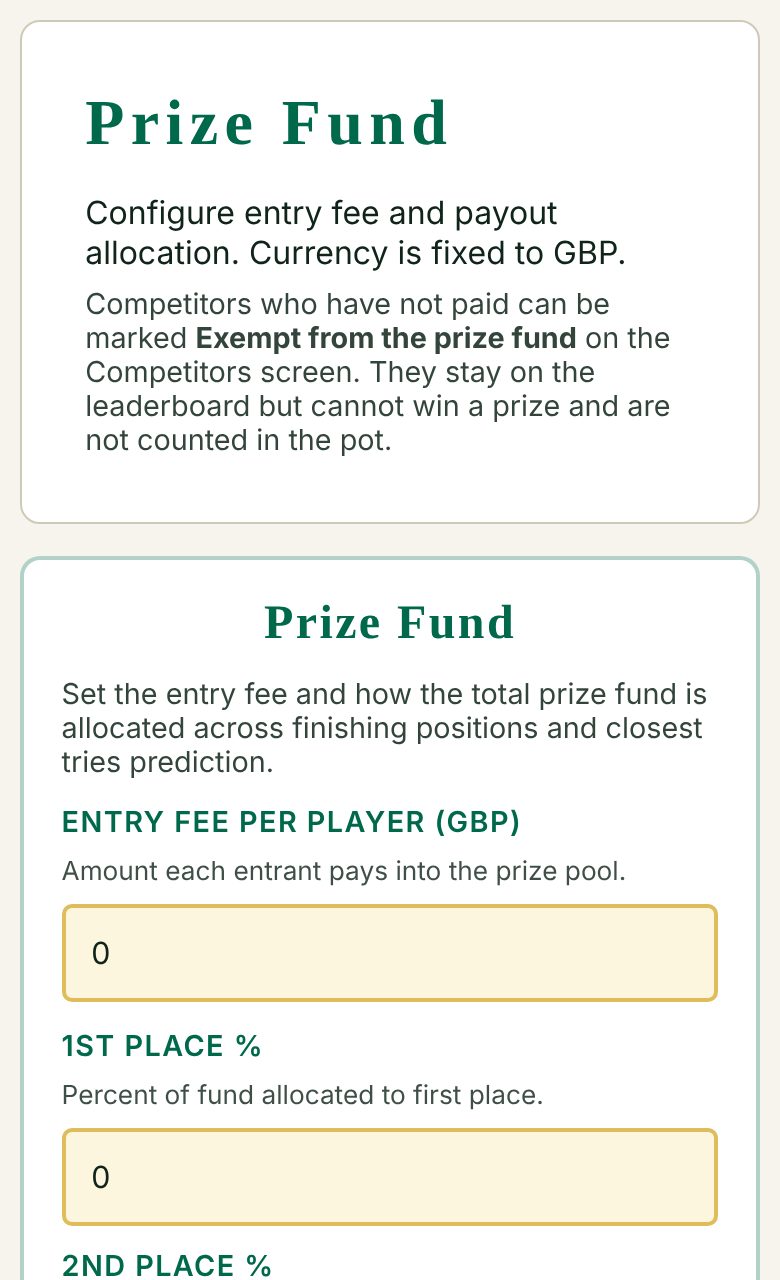 Prize Fund
Configure entry fee and payout
allocation. Currency is fixed to GBP.
Competitors who have not paid can be
marked Exempt from the prize fund on the
Competitors screen. They stay on the
leaderboard but cannot win a prize and are
not counted in the pot.
Prize Fund
Set the entry fee and how the total prize fund is
allocated across finishing positions and closest
tries prediction.
ENTRY FEE PER PLAYER (GBP)
Amount each entrant pays into the prize pool.
0
1ST PLACE %
Percent of fund allocated to first place.
0
2ND PLACE %